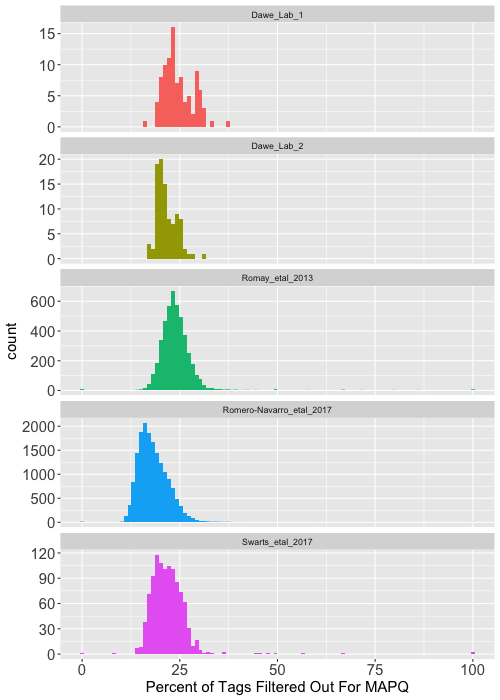 Dawe_Lab_1
15
10
5
0
Dawe_Lab_2
20
15
10
5
0
Romay_etal_2013
600
400
200
0
count
Romero-Navarro_etal_2017
2000
1500
1000
500
0
Swarts_etal_2017
120
90
60
30
0
0 25 50 75 100
Percent of Tags Filtered Out For MAPQ